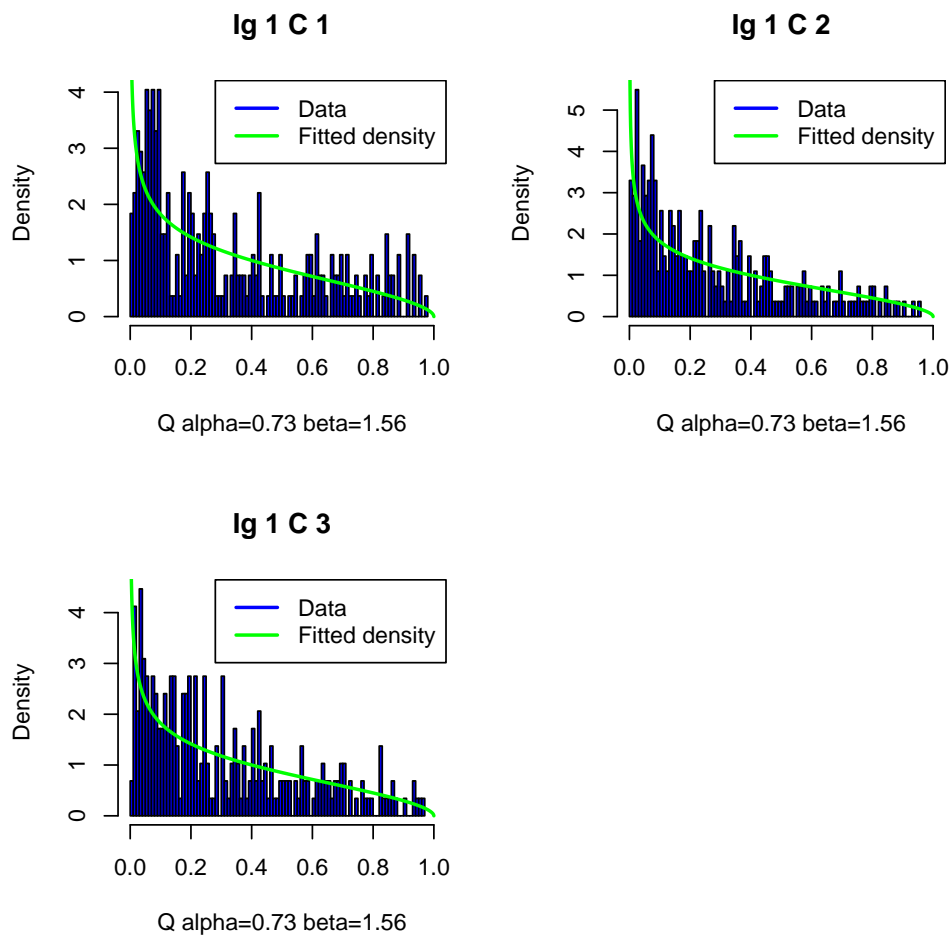 Ig 1 C 1
Density
4
3
2
1
0
Data
Fitted density
0.0 0.2 0.4 0.6 0.8 1.0
Q alpha=0.73 beta=1.56
Ig 1 C 2
Density
5
4
3
2
1
0
Data
Fitted density
0.0 0.2 0.4 0.6 0.8 1.0
Q alpha=0.73 beta=1.56
Ig 1 C 3
Density
4
3
2
1
0
Data
Fitted density
0.0 0.2 0.4 0.6 0.8 1.0
Q alpha=0.73 beta=1.56